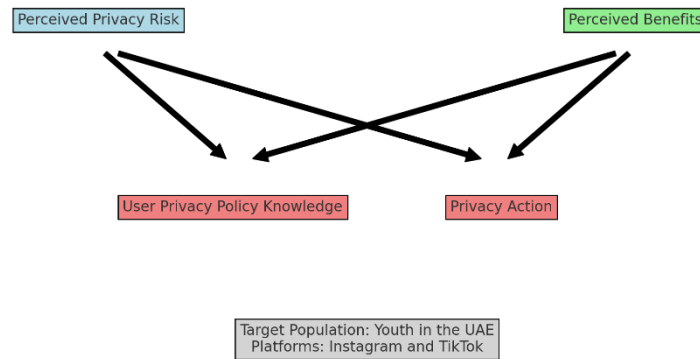 Perceived Privacy Risk
Perceived Benefits
User Privacy Policy Knowledge
Privacy Action
Target Population: Youth in the UAE
Platforms: Instagram and TikTok